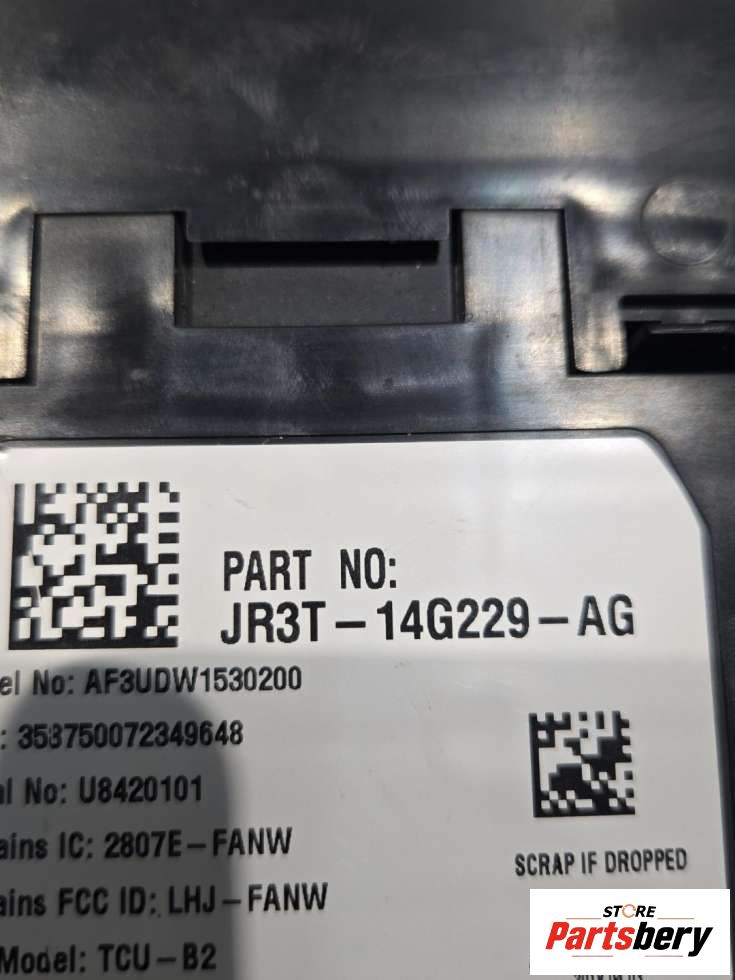 PART NO:
JR3T-14G229-AG
el No: AF3UDW1530200
: 353750072349648
al No: U8420101
ains IC: 2807E-FANW
SCRAP IF DROPPED
ains FCC ID: LHJ-FANW
Model: TCU-B2
STORE
Partsbery